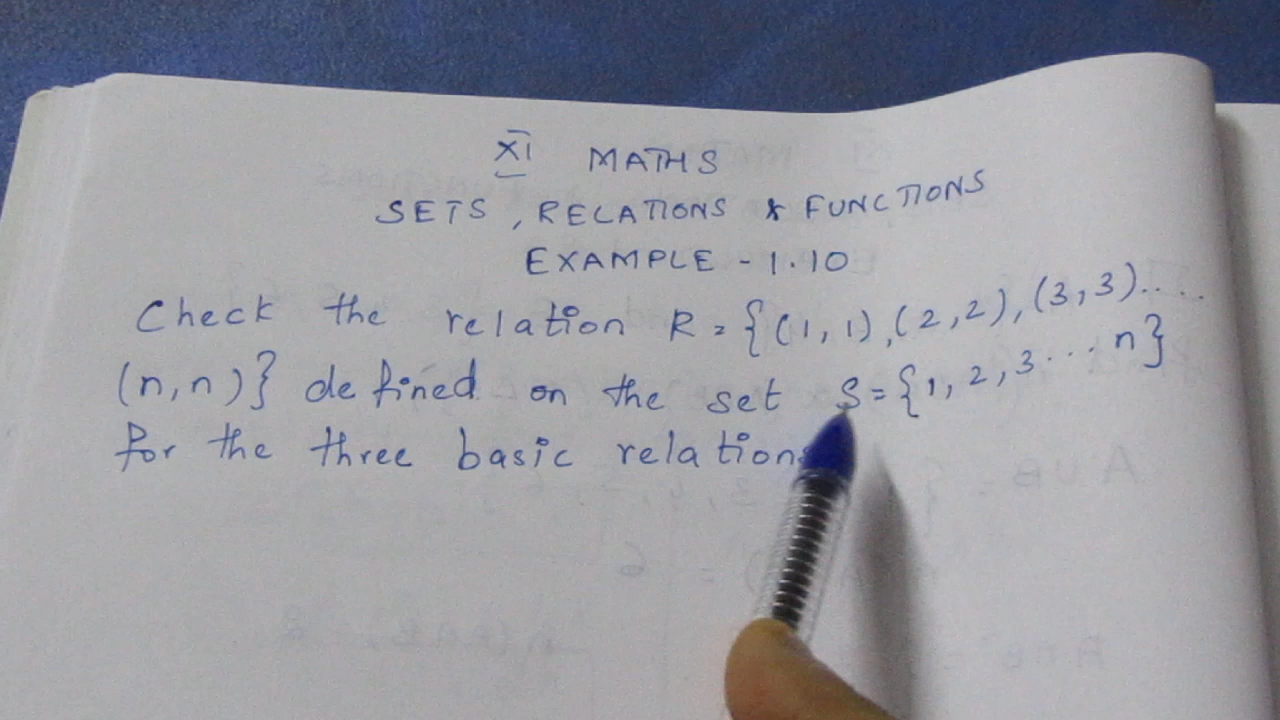 XI MATHS
SETS, RELATIONS & FUNCTIONS
EXAMPLE - 1.10
Check the relation R = {(1,1), (2,2), (3,3)....
(n,n)} defined on the set S = {1, 2, 3 ... n}
for the three basic relations